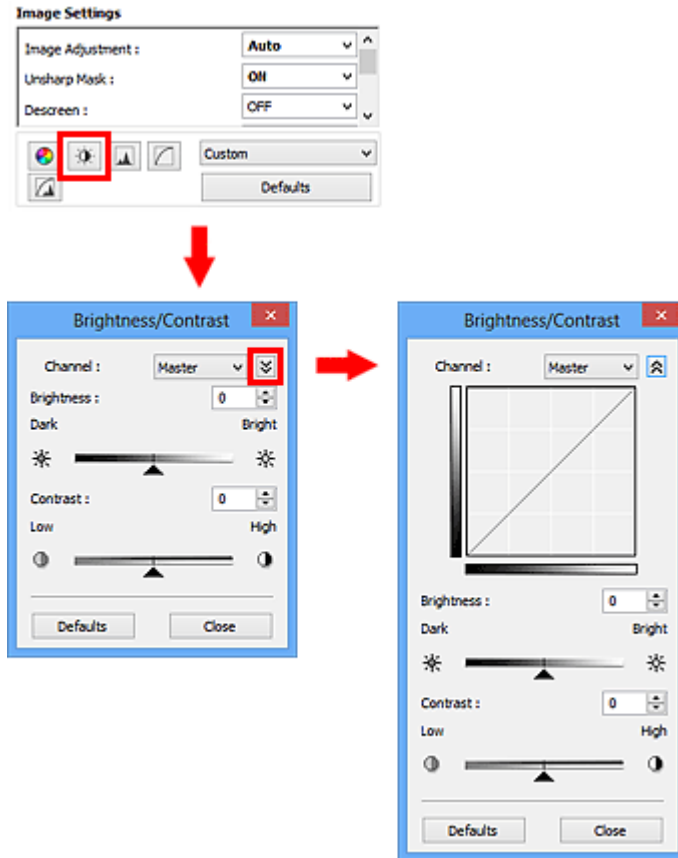 Image Settings
Image Adjustment : Auto
Unsharp Mask : ON
Descreen : OFF
Custom
Defaults
Brightness/Contrast
Channel : Master
Brightness : 0
Dark Bright
Contrast : 0
Low High
Defaults Close
Brightness/Contrast
Channel : Master
Brightness : 0
Dark Bright
Contrast : 0
Low High
Defaults Close